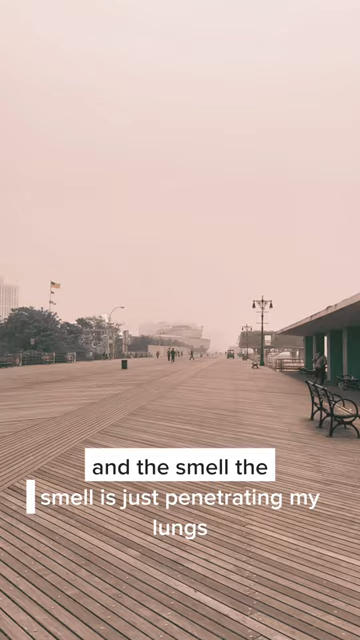 and the smell the
smell is just penetrating my
lungs